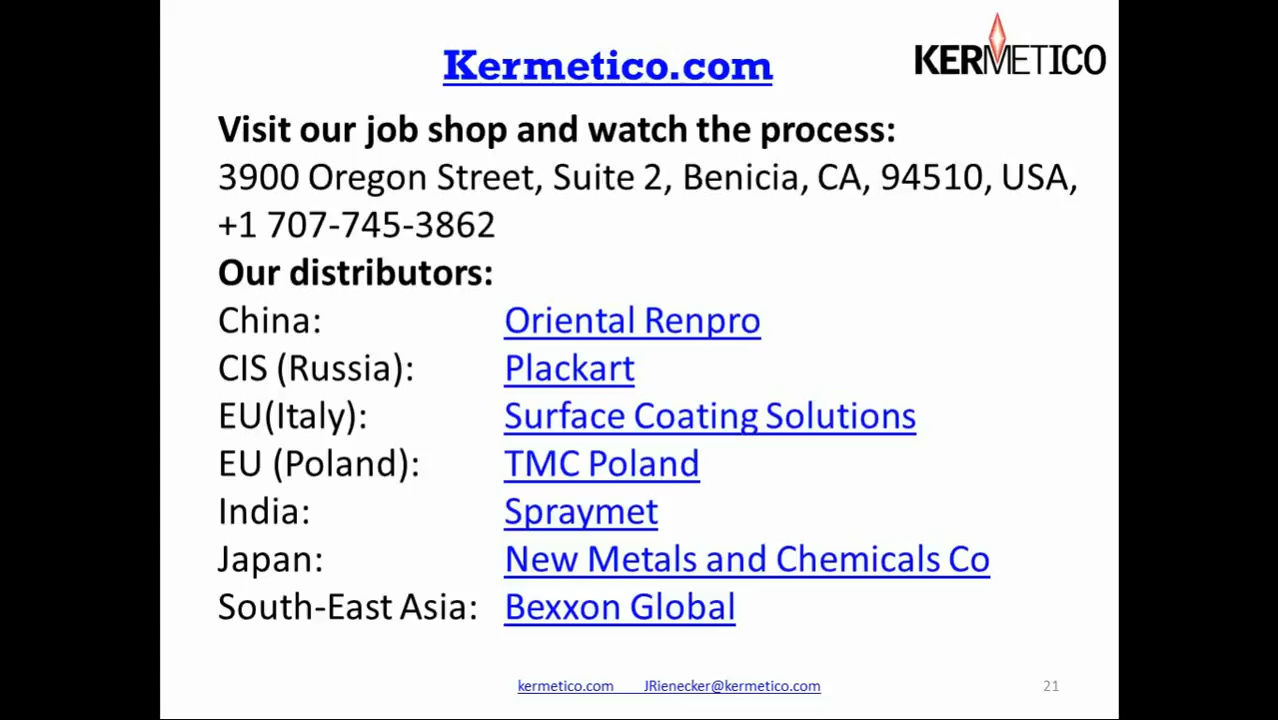 KERMETICO
Kermetico.com
Visit our job shop and watch the process:
3900 Oregon Street, Suite 2, Benicia, CA, 94510, USA,
+1 707-745-3862
Our distributors:
China: Oriental Renpro
CIS (Russia): Plackart
EU(Italy): Surface Coating Solutions
EU (Poland): TMC Poland
India: Spraymet
Japan: New Metals and Chemicals Co
South-East Asia: Bexxon Global
kermetico.com JRienecker@kermetico.com 21